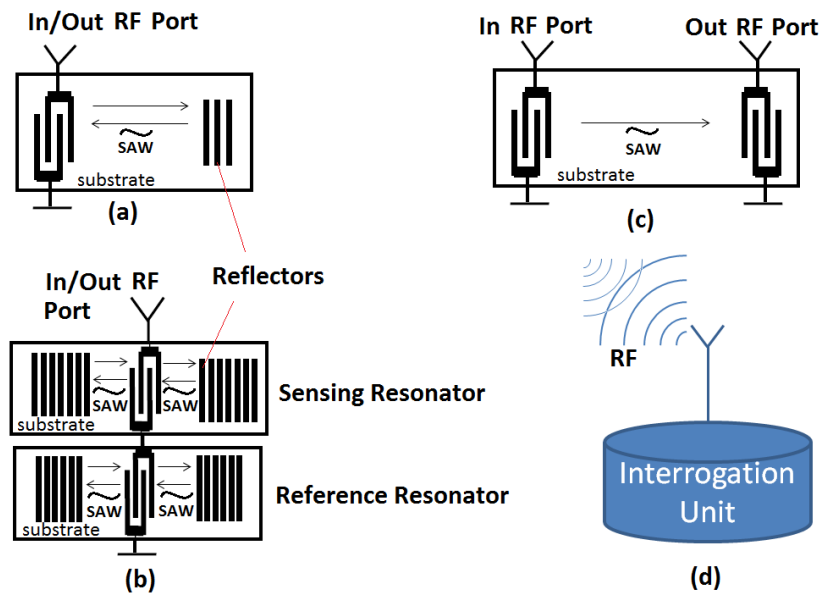 In/Out RF Port
SAW
substrate
(a)
In RF Port
Out RF Port
SAW
substrate
(c)
Reflectors
In/Out RF
Port
SAW
SAW
substrate
Sensing Resonator
SAW
SAW
substrate
Reference Resonator
(b)
RF
Interrogation
Unit
(d)